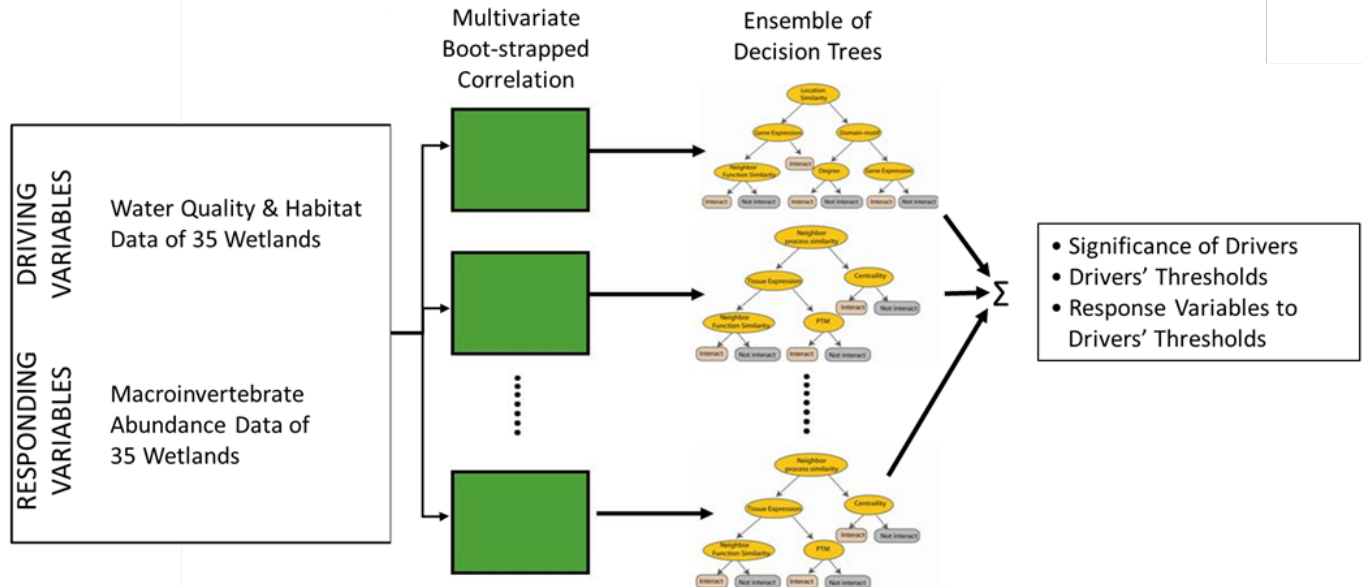 Multivariate
Boot-strapped
Correlation
Ensemble of
Decision Trees
DRIVING
VARIABLES
Water Quality & Habitat
Data of 35 Wetlands
RESPONDING
VARIABLES
Macroinvertebrate
Abundance Data of
35 Wetlands
Location
Similarity
Gene Expression
Domain-motif
Neighbor
Function Similarity
Interact
Degree
Gene Expression
Interact
Not interact
Interact
Not interact
Interact
Not interact
Neighbor
process similarity
Tissue Expression
Centrality
Neighbor
Function Similarity
PTM
Interact
Not interact
Interact
Not interact
Interact
Not interact
Neighbor
process similarity
Tissue Expression
Centrality
Neighbor
Function Similarity
PTM
Interact
Not interact
Interact
Not interact
Interact
Not interact
Σ
• Significance of Drivers
• Drivers’ Thresholds
• Response Variables to
Drivers’ Thresholds